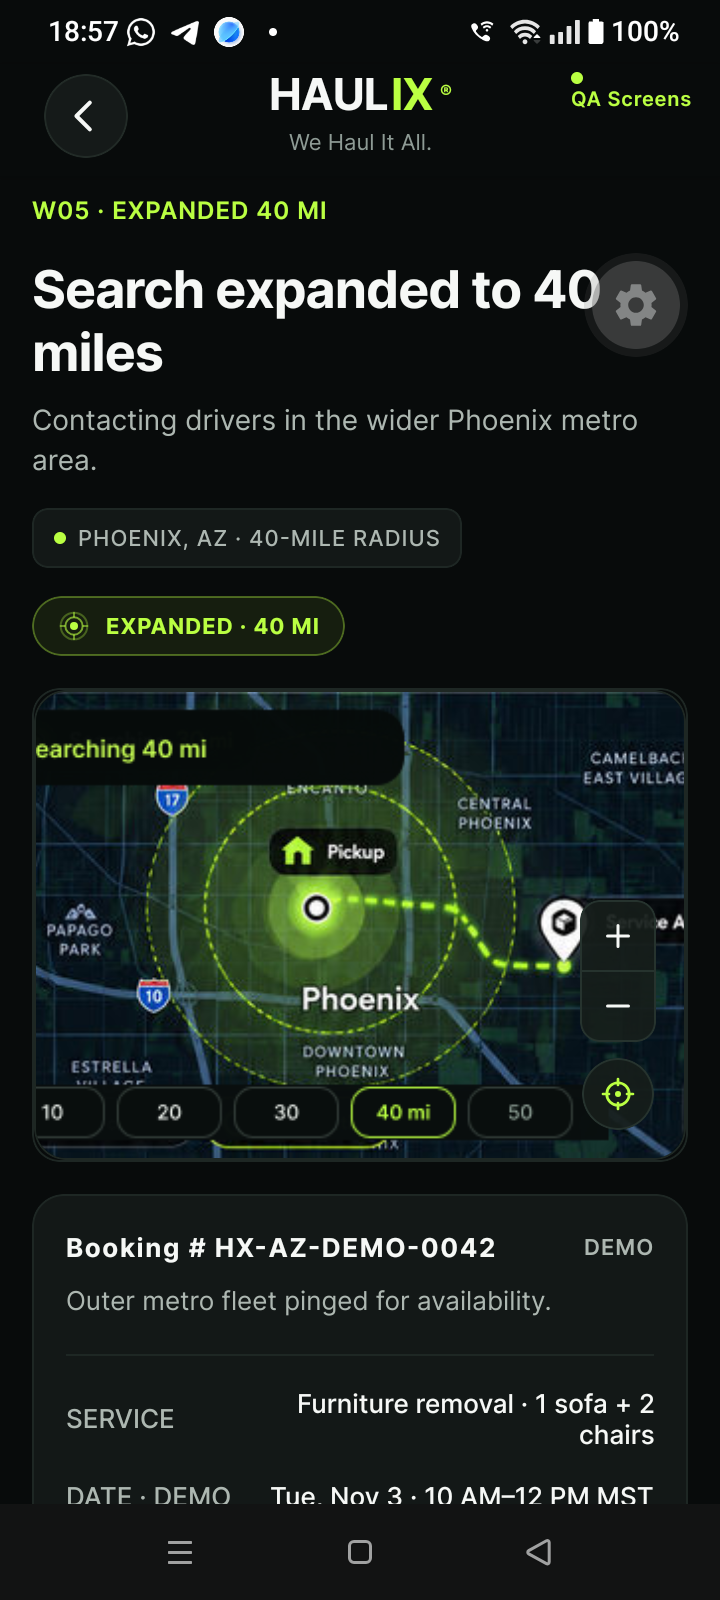 18:57
100%
HAULIX ®
We Haul It All.
QA Screens
W05 · EXPANDED 40 MI
Search expanded to 40
miles
Contacting drivers in the wider Phoenix metro
area.
PHOENIX, AZ · 40-MILE RADIUS
EXPANDED · 40 MI
earching 40 mi
CAMELBAC
EAST VILLAG
17
ENCANTO
CENTRAL
PHOENIX
Pickup
PAPAGO
PARK
Service A
+
−
10
Phoenix
DOWNTOWN
PHOENIX
ESTRELLA
VILLAGE
10
20
30
40 mi
50
Booking # HX-AZ-DEMO-0042
DEMO
Outer metro fleet pinged for availability.
SERVICE
Furniture removal · 1 sofa + 2
chairs
DATE · DEMO
Tue, Nov 3 · 10 AM–12 PM MST